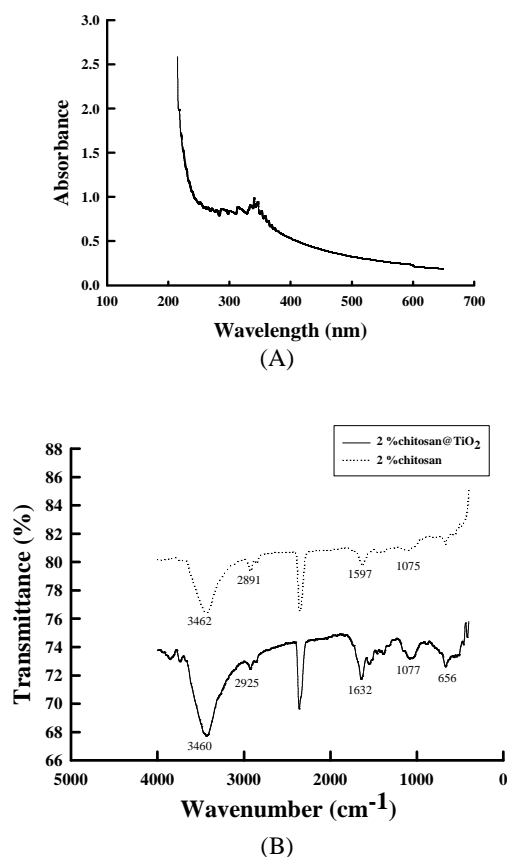 3.0
2.5
2.0
1.5
1.0
0.5
0.0
Absorbance
100 200 300 400 500 600 700
Wavelength (nm)
(A)
2 %chitosan@TiO₂
2 %chitosan
88
86
84
82
80
78
76
74
72
70
68
66
Transmittance (%)
3462
2891
1597
1075
3460
2925
1632
1077
656
5000 4000 3000 2000 1000 0
Wavenumber (cm⁻¹)
(B)